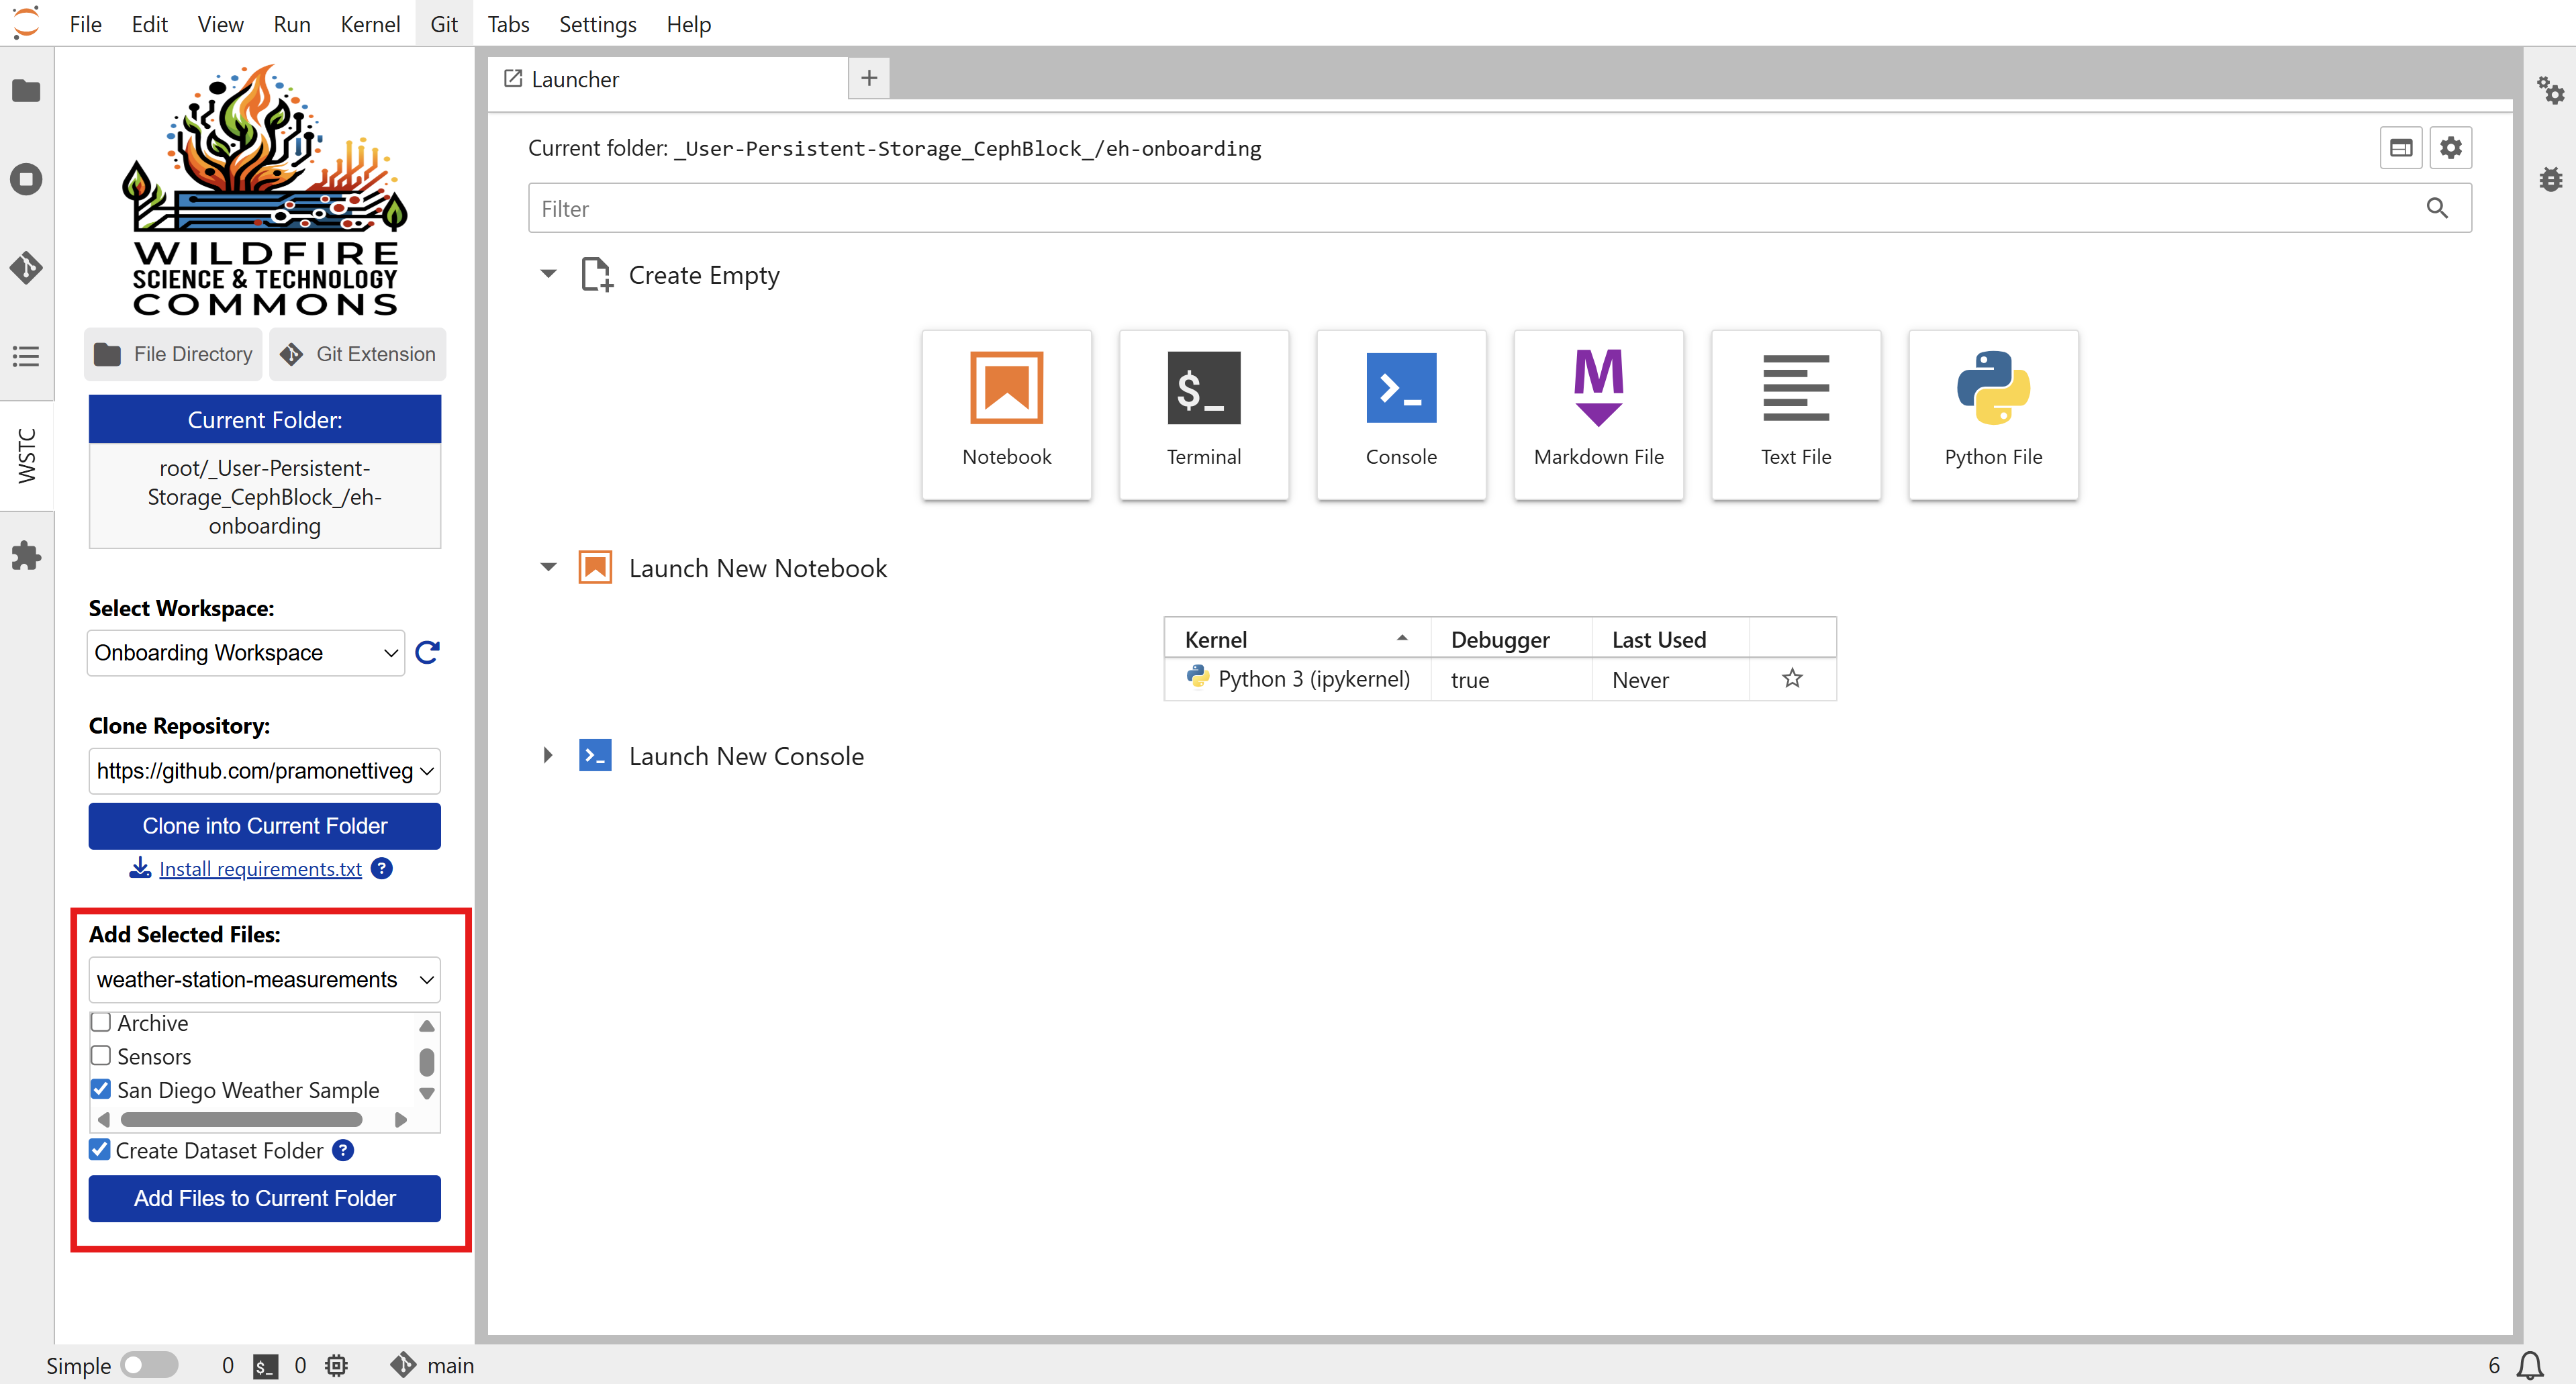 File Edit View Run Kernel Git Tabs Settings Help
WILDFIRE
SCIENCE & TECHNOLOGY
COMMONS
File Directory Git Extension
Current Folder:
root/_User-Persistent-
Storage_CephBlock_/eh-
onboarding
WSTC
Select Workspace:
Onboarding Workspace
Clone Repository:
https://github.com/pramonettiveg
Clone into Current Folder
Install requirements.txt ?
Add Selected Files:
weather-station-measurements
Archive
Sensors
San Diego Weather Sample
Create Dataset Folder ?
Add Files to Current Folder
Launcher +
Current folder: _User-Persistent-Storage_CephBlock_/eh-onboarding
Filter
Create Empty
$_ >_ M
Notebook Terminal Console Markdown File Text File Python File
Launch New Notebook
Kernel Debugger Last Used
Python 3 (ipykernel) true Never
>_ Launch New Console
Simple 0 $_ 0 main 6